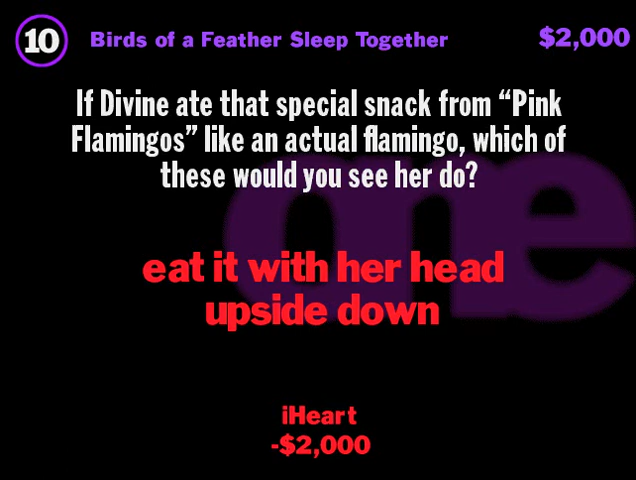 10 Birds of a Feather Sleep Together $2,000
If Divine ate that special snack from “Pink
Flamingos” like an actual flamingo, which of
these would you see her do?
one
eat it with her head
upside down
iHeart
-$2,000